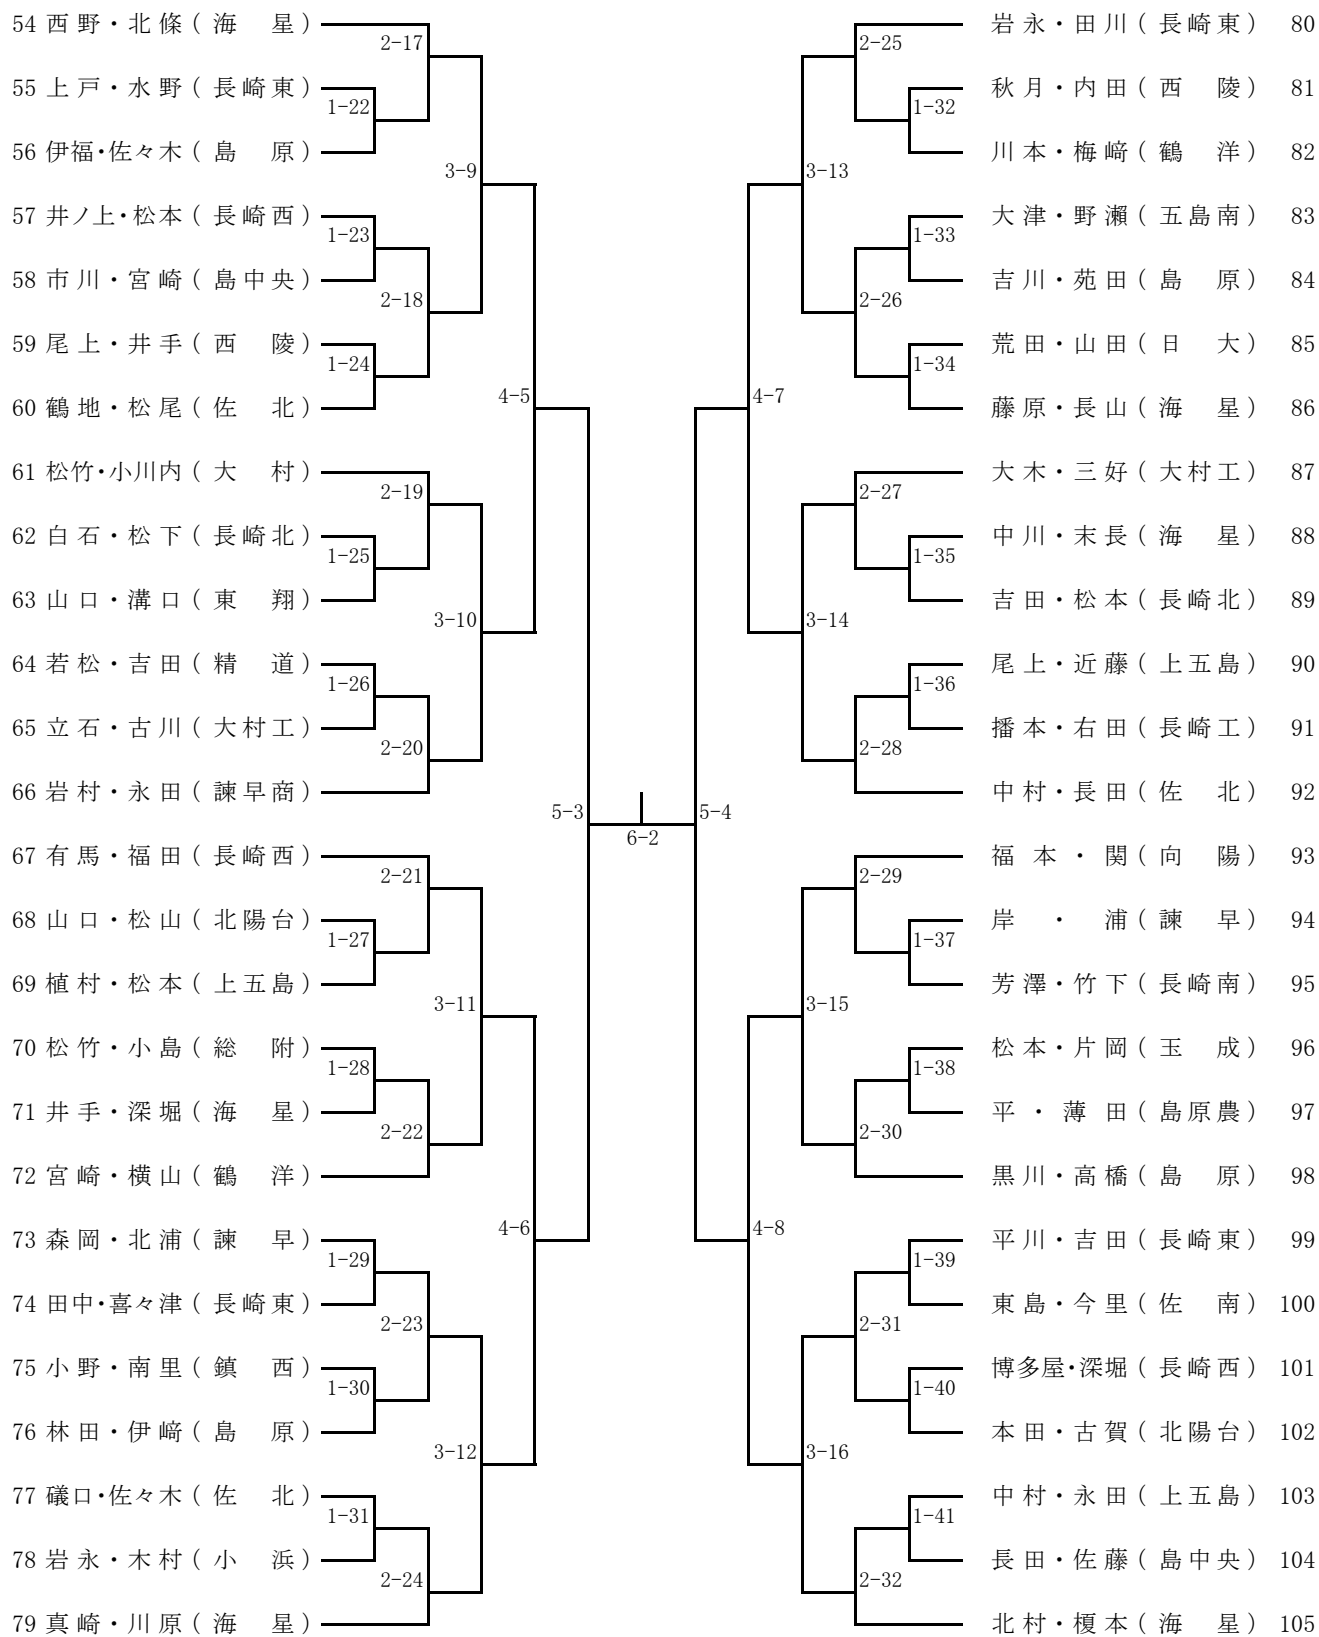 54 西野・北條（海　星）
2-17
55 上戸・水野（長崎東）
1-22
56 伊福・佐々木（島　原）
3-9
57 井ノ上・松本（長崎西）
1-23
58 市川・宮崎（島中央）
2-18
59 尾上・井手（西　陵）
1-24
60 鶴地・松尾（佐　北）
4-5
61 松竹・小川内（大　村）
2-19
62 白石・松下（長崎北）
1-25
63 山口・溝口（東　翔）
3-10
64 若松・吉田（精　道）
1-26
65 立石・古川（大村工）
2-20
66 岩村・永田（諫早商）
5-3
67 有馬・福田（長崎西）
2-21
68 山口・松山（北陽台）
1-27
69 植村・松本（上五島）
3-11
70 松竹・小島（総　附）
1-28
71 井手・深堀（海　星）
2-22
72 宮崎・横山（鶴　洋）
4-6
73 森岡・北浦（諫　早）
1-29
74 田中・喜々津（長崎東）
2-23
75 小野・南里（鎮　西）
1-30
76 林田・伊﨑（島　原）
3-12
77 礒口・佐々木（佐　北）
1-31
78 岩永・木村（小　浜）
2-24
79 真崎・川原（海　星）
6-2
岩永・田川（長崎東） 80
2-25
秋月・内田（西　陵） 81
1-32
川本・梅﨑（鶴　洋） 82
3-13
大津・野瀬（五島南） 83
1-33
吉川・苑田（島　原） 84
2-26
荒田・山田（日　大） 85
1-34
藤原・長山（海　星） 86
4-7
大木・三好（大村工） 87
2-27
中川・末長（海　星） 88
1-35
吉田・松本（長崎北） 89
3-14
尾上・近藤（上五島） 90
1-36
播本・右田（長崎工） 91
2-28
中村・長田（佐　北） 92
5-4
福本・関（向　陽） 93
2-29
岸・浦（諫　早） 94
1-37
芳澤・竹下（長崎南） 95
3-15
松本・片岡（玉　成） 96
1-38
平・薄田（島原農） 97
2-30
黒川・高橋（島　原） 98
4-8
平川・吉田（長崎東） 99
1-39
東島・今里（佐　南） 100
2-31
博多屋・深堀（長崎西） 101
1-40
本田・古賀（北陽台） 102
3-16
中村・永田（上五島） 103
1-41
長田・佐藤（島中央） 104
2-32
北村・榎本（海　星） 105